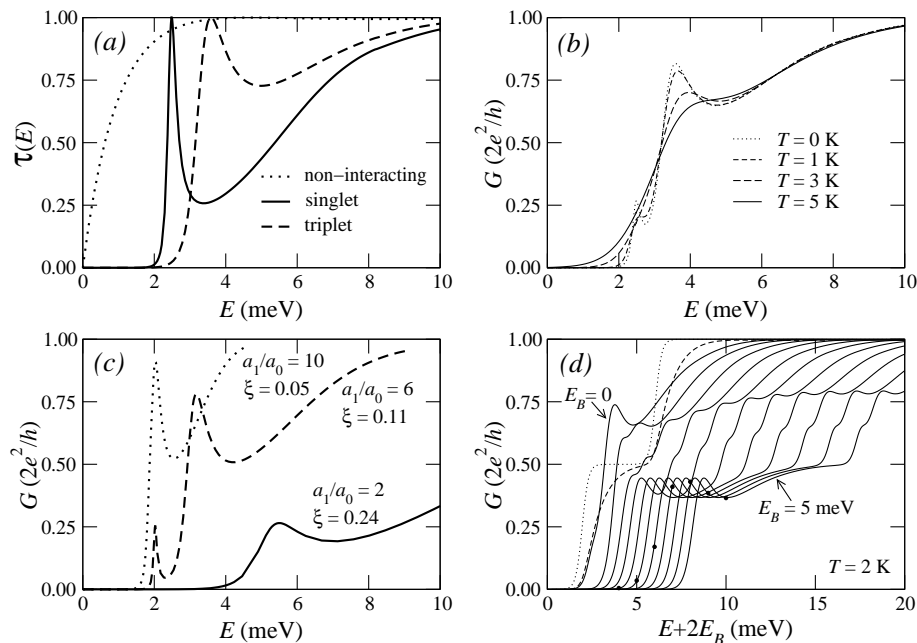 1.00
0.75
0.50
0.25
0.00
τ(E)
(a)
non−interacting
singlet
triplet
0 2 4 6 8 10
E (meV)
1.00
0.75
0.50
0.25
0.00
G (2e²/h)
(b)
T = 0 K
T = 1 K
T = 3 K
T = 5 K
0 2 4 6 8 10
E (meV)
1.00
0.75
0.50
0.25
0.00
G (2e²/h)
(c)
a₁/a₀ = 10
ξ = 0.05
a₁/a₀ = 6
ξ = 0.11
a₁/a₀ = 2
ξ = 0.24
0 2 4 6 8 10
E (meV)
1.00
0.75
0.50
0.25
0.00
G (2e²/h)
(d)
E_B= 0
E_B = 5 meV
T = 2 K
0 5 10 15 20
E+2E_B (meV)